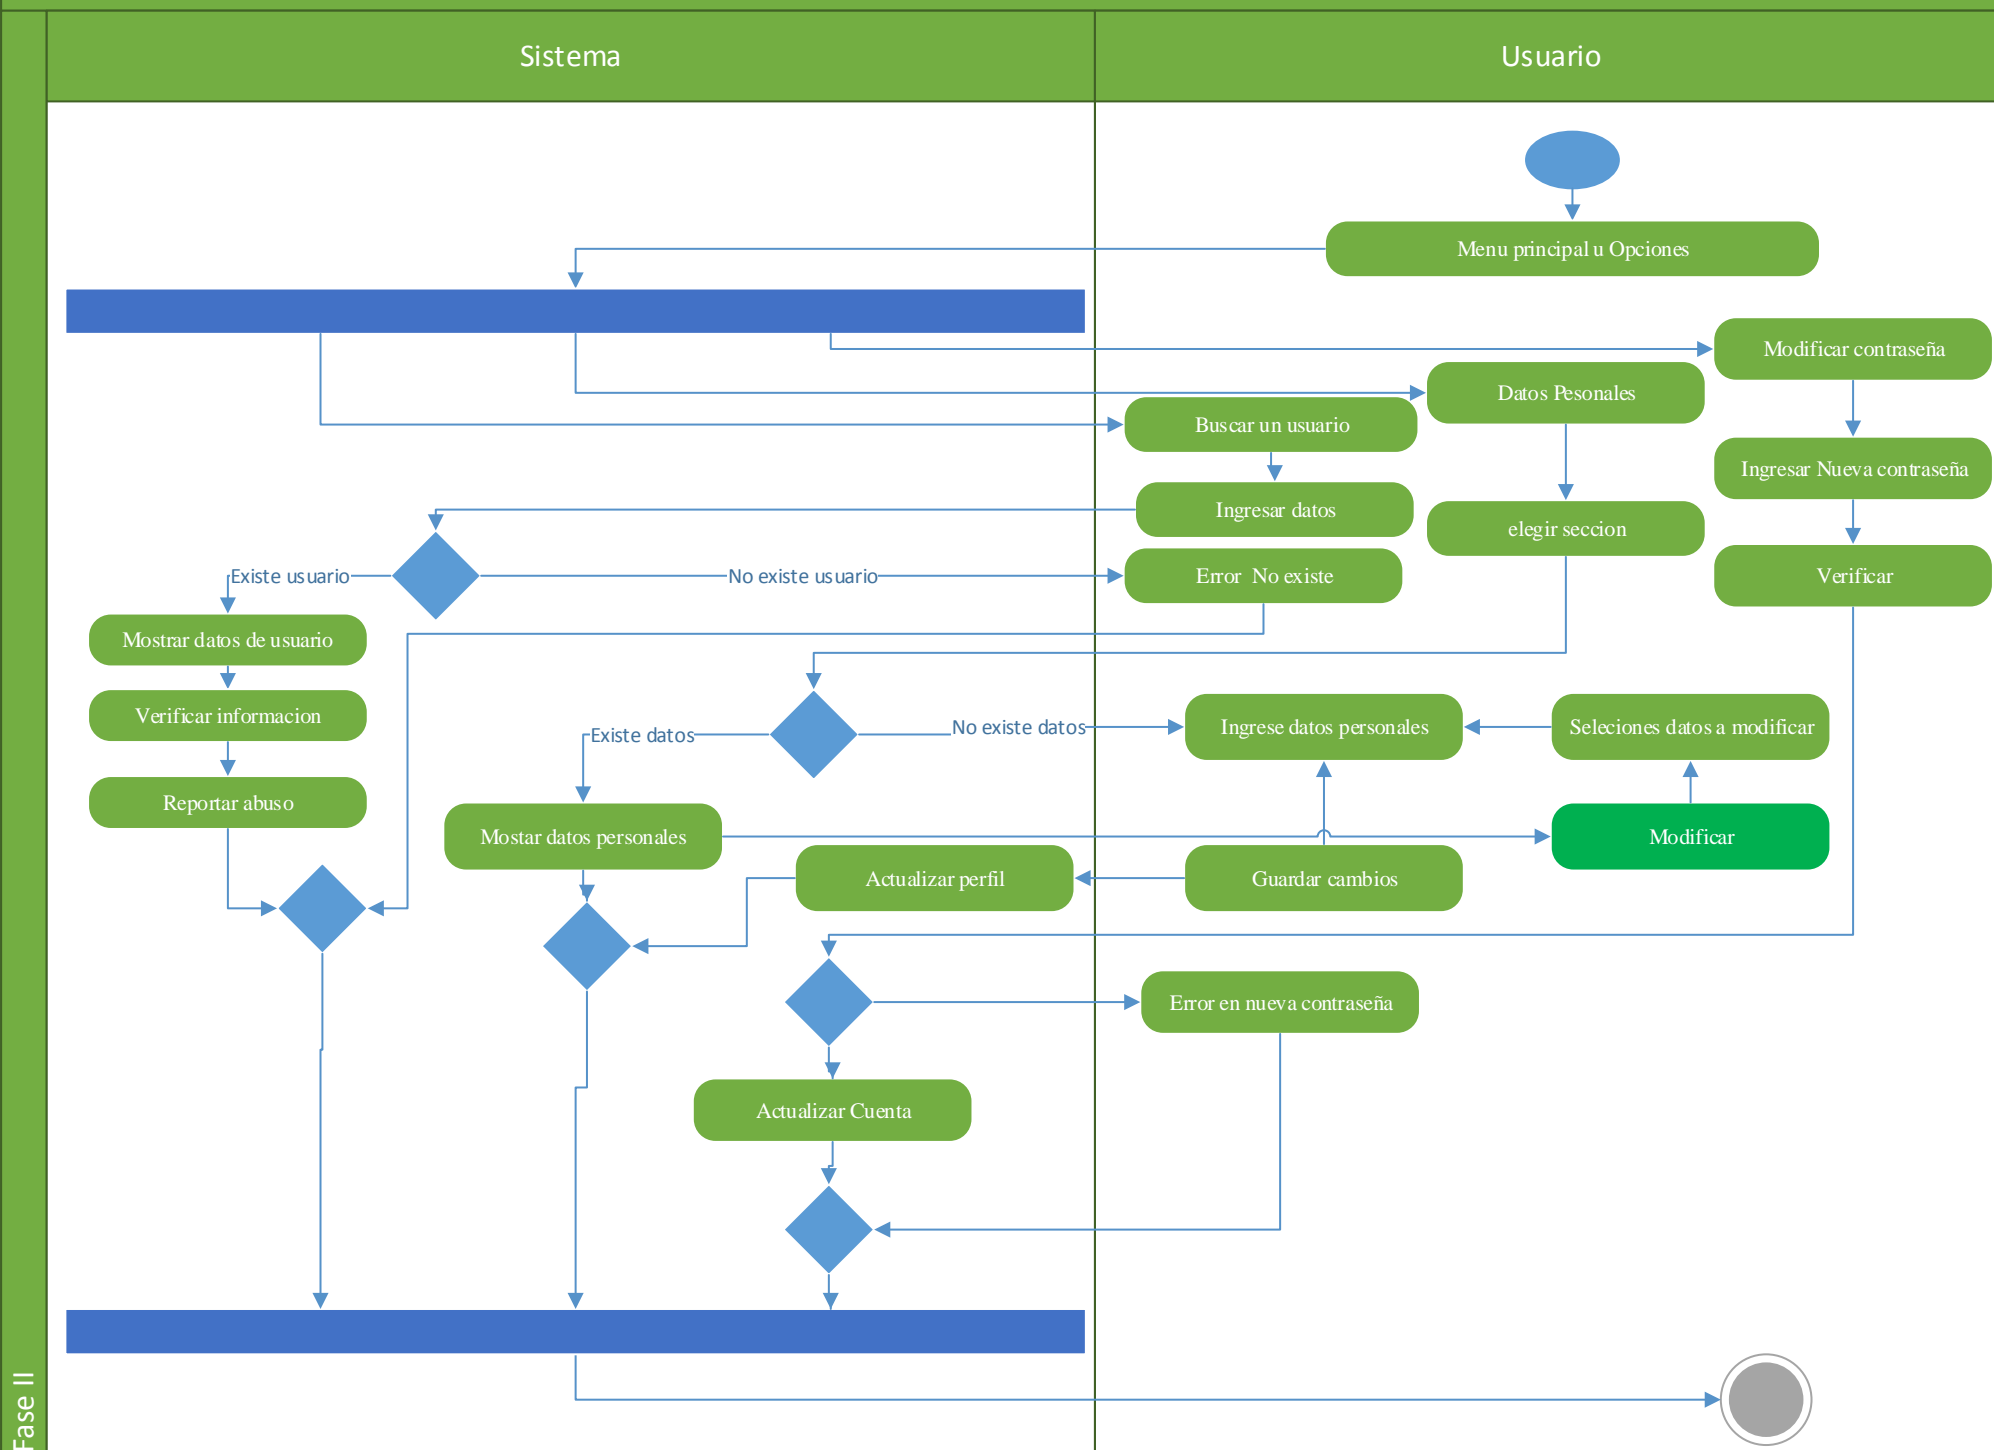 Sistema
Usuario
Menu principal u Opciones
Modificar contraseña
Datos Pesonales
Buscar un usuario
Ingresar Nueva contraseña
Ingresar datos
elegir seccion
Existe usuario
No existe usuario
Error No existe
Verificar
Mostrar datos de usuario
Verificar informacion
Existe datos
No existe datos
Ingrese datos personales
Seleciones datos a modificar
Reportar abuso
Mostar datos personales
Modificar
Actualizar perfil
Guardar cambios
Error en nueva contraseña
Actualizar Cuenta
Fase II